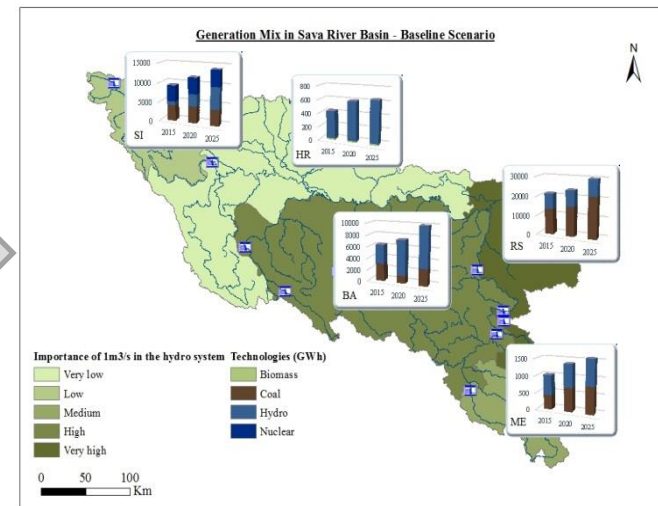 Generation Mix in Sava River Basin - Baseline Scenario
N
15000
10000
5000
0
2015 2020 2025
SI
800
600
400
200
0
2015 2020 2025
HR
30000
20000
10000
0
2015 2020 2025
RS
10000
8000
6000
4000
2000
0
2015 2020 2025
BA
1500
1000
500
0
2015 2020 2025
ME
Importance of 1m3/s in the hydro system Technologies (GWh)
Very low Biomass
Low Coal
Medium Hydro
High Nuclear
Very high
0 50 100
Km